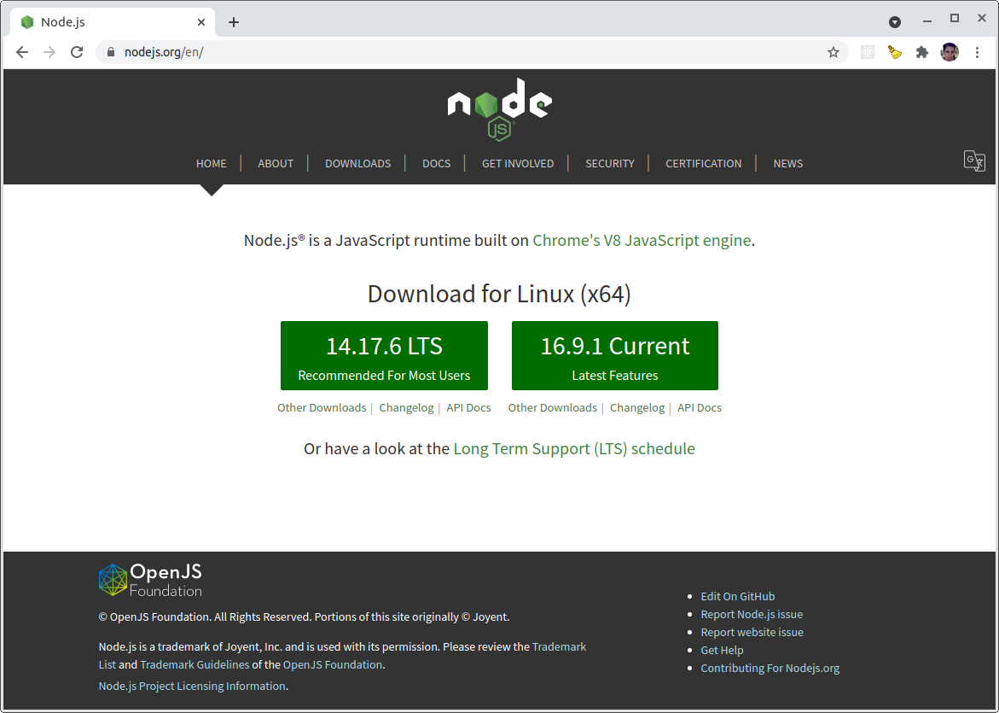 Node.js
nodejs.org/en/
node
JS
HOME | ABOUT | DOWNLOADS | DOCS | GET INVOLVED | SECURITY | CERTIFICATION | NEWS
Node.js® is a JavaScript runtime built on Chrome's V8 JavaScript engine.
Download for Linux (x64)
14.17.6 LTS
Recommended For Most Users
16.9.1 Current
Latest Features
Other Downloads | Changelog | API Docs
Other Downloads | Changelog | API Docs
Or have a look at the Long Term Support (LTS) schedule
OpenJS
Foundation
© OpenJS Foundation. All Rights Reserved. Portions of this site originally © Joyent.
Node.js is a trademark of Joyent, Inc. and is used with its permission. Please review the Trademark
List and Trademark Guidelines of the OpenJS Foundation.
Node.js Project Licensing Information.
Edit On GitHub
Report Node.js issue
Report website issue
Get Help
Contributing For Nodejs.org